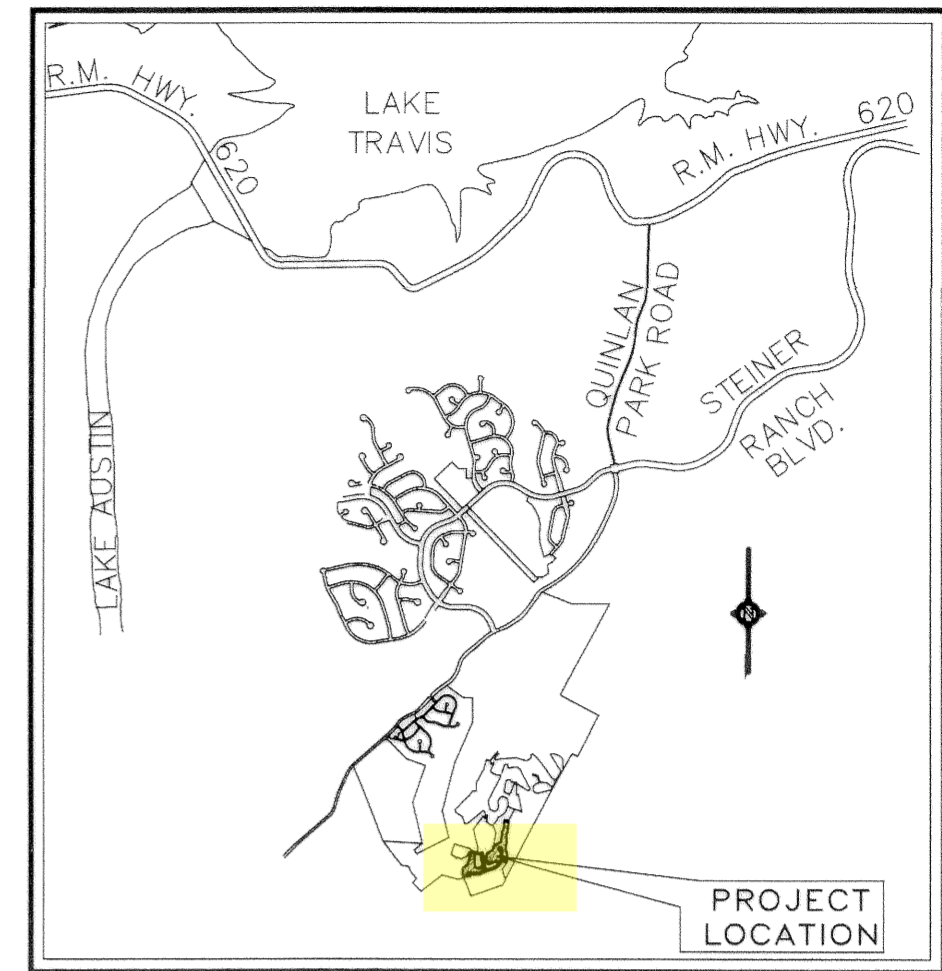 R.M. HWY. 620
LAKE
TRAVIS
R.M. HWY. 620
QUINLAN
PARK ROAD
STEINER
RANCH
BLVD.
LAKE AUSTIN
N
PROJECT
LOCATION